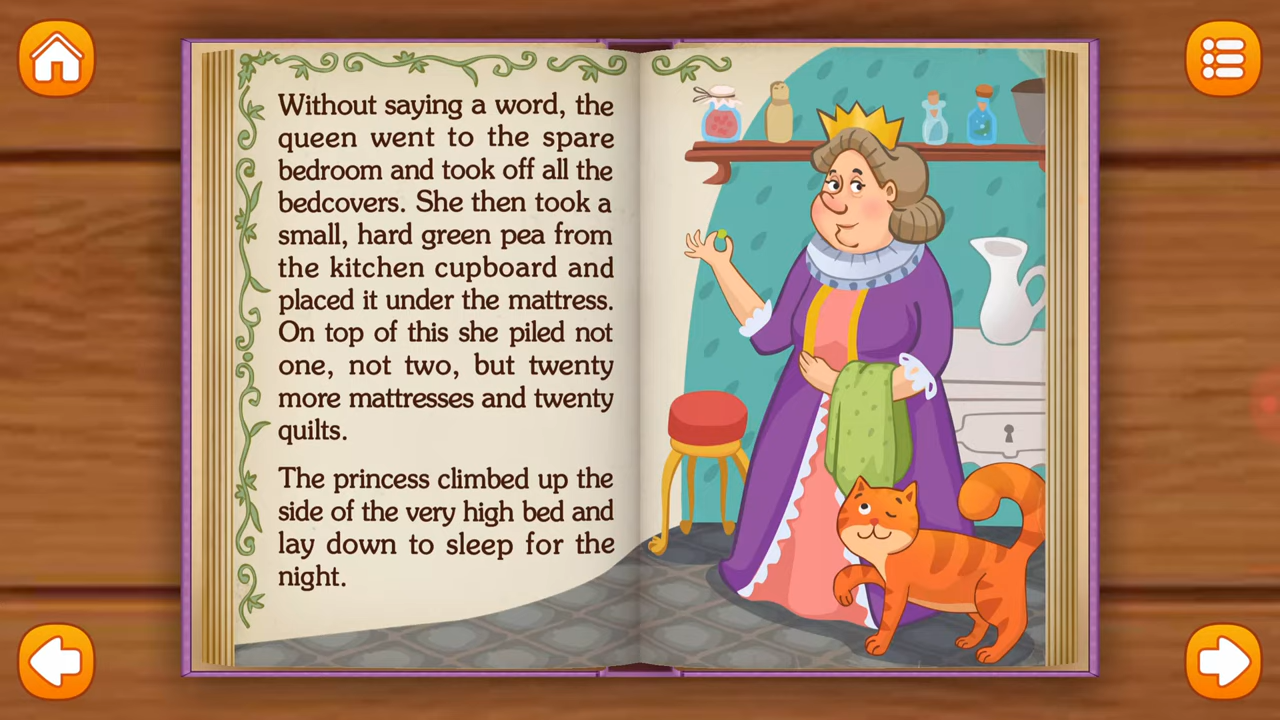 Without saying a word, the
queen went to the spare
bedroom and took off all the
bedcovers. She then took a
small, hard green pea from
the kitchen cupboard and
placed it under the mattress.
On top of this she piled not
one, not two, but twenty
more mattresses and twenty
quilts.
The princess climbed up the
side of the very high bed and
lay down to sleep for the
night.